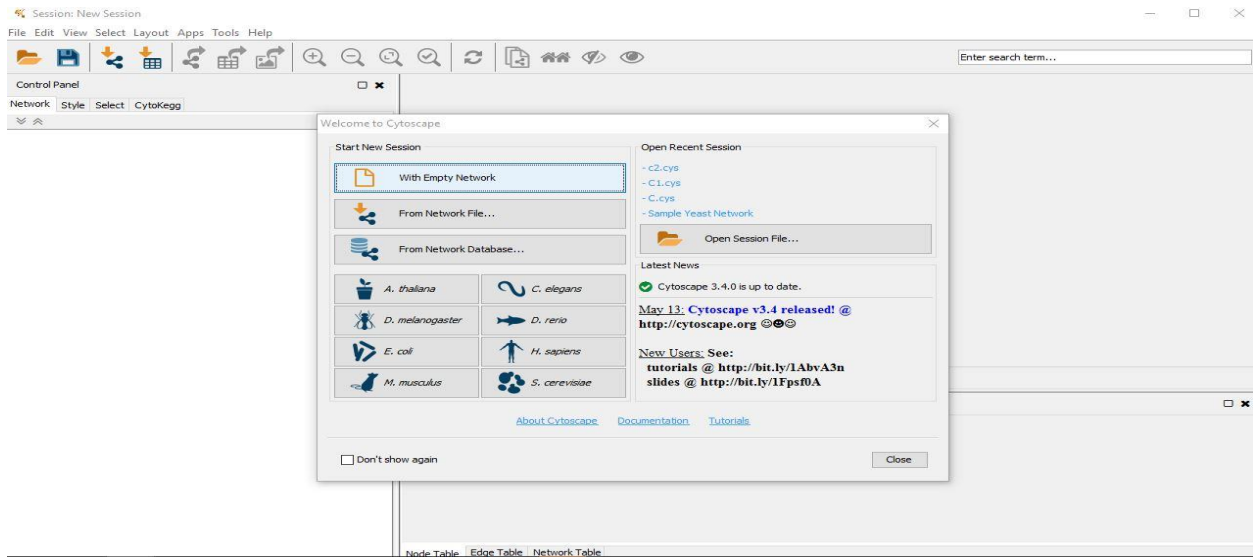 Session: New Session
File Edit View Select Layout Apps Tools Help
Enter search term...
Control Panel
Network Style Select CytoKegg
Welcome to Cytoscape
Start New Session
With Empty Network
From Network File...
From Network Database...
A. thaliana
C. elegans
D. melanogaster
D. rerio
E. coli
H. sapiens
M. musculus
S. cerevisiae
Open Recent Session
- c2.cys
- C1.cys
- C.cys
- Sample Yeast Network
Open Session File...
Latest News
Cytoscape 3.4.0 is up to date.
May 13: Cytoscape v3.4 released! @
http://cytoscape.org ☺☻☺
New Users: See:
tutorials @ http://bit.ly/1AbvA3n
slides @ http://bit.ly/1Fpsf0A
About Cytoscape Documentation Tutorials
Don't show again
Close
Node Table Edge Table Network Table